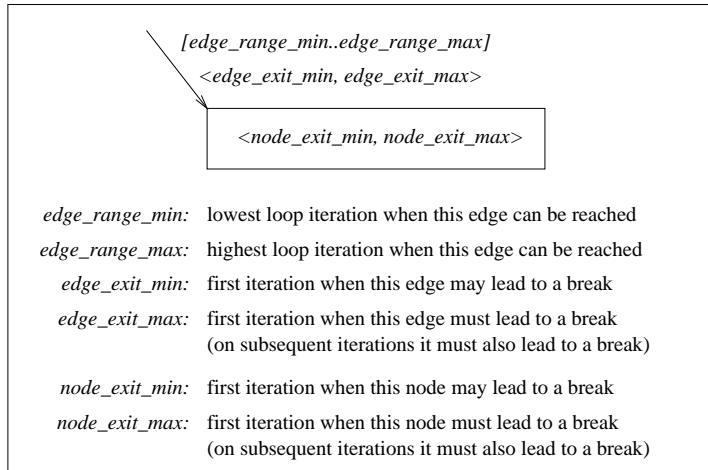 [edge_range_min..edge_range_max]
<edge_exit_min, edge_exit_max>
<node_exit_min, node_exit_max>
edge_range_min: lowest loop iteration when this edge can be reached
edge_range_max: highest loop iteration when this edge can be reached
edge_exit_min: first iteration when this edge may lead to a break
edge_exit_max: first iteration when this edge must lead to a break
(on subsequent iterations it must also lead to a break)
node_exit_min: first iteration when this node may lead to a break
node_exit_max: first iteration when this node must lead to a break
(on subsequent iterations it must also lead to a break)